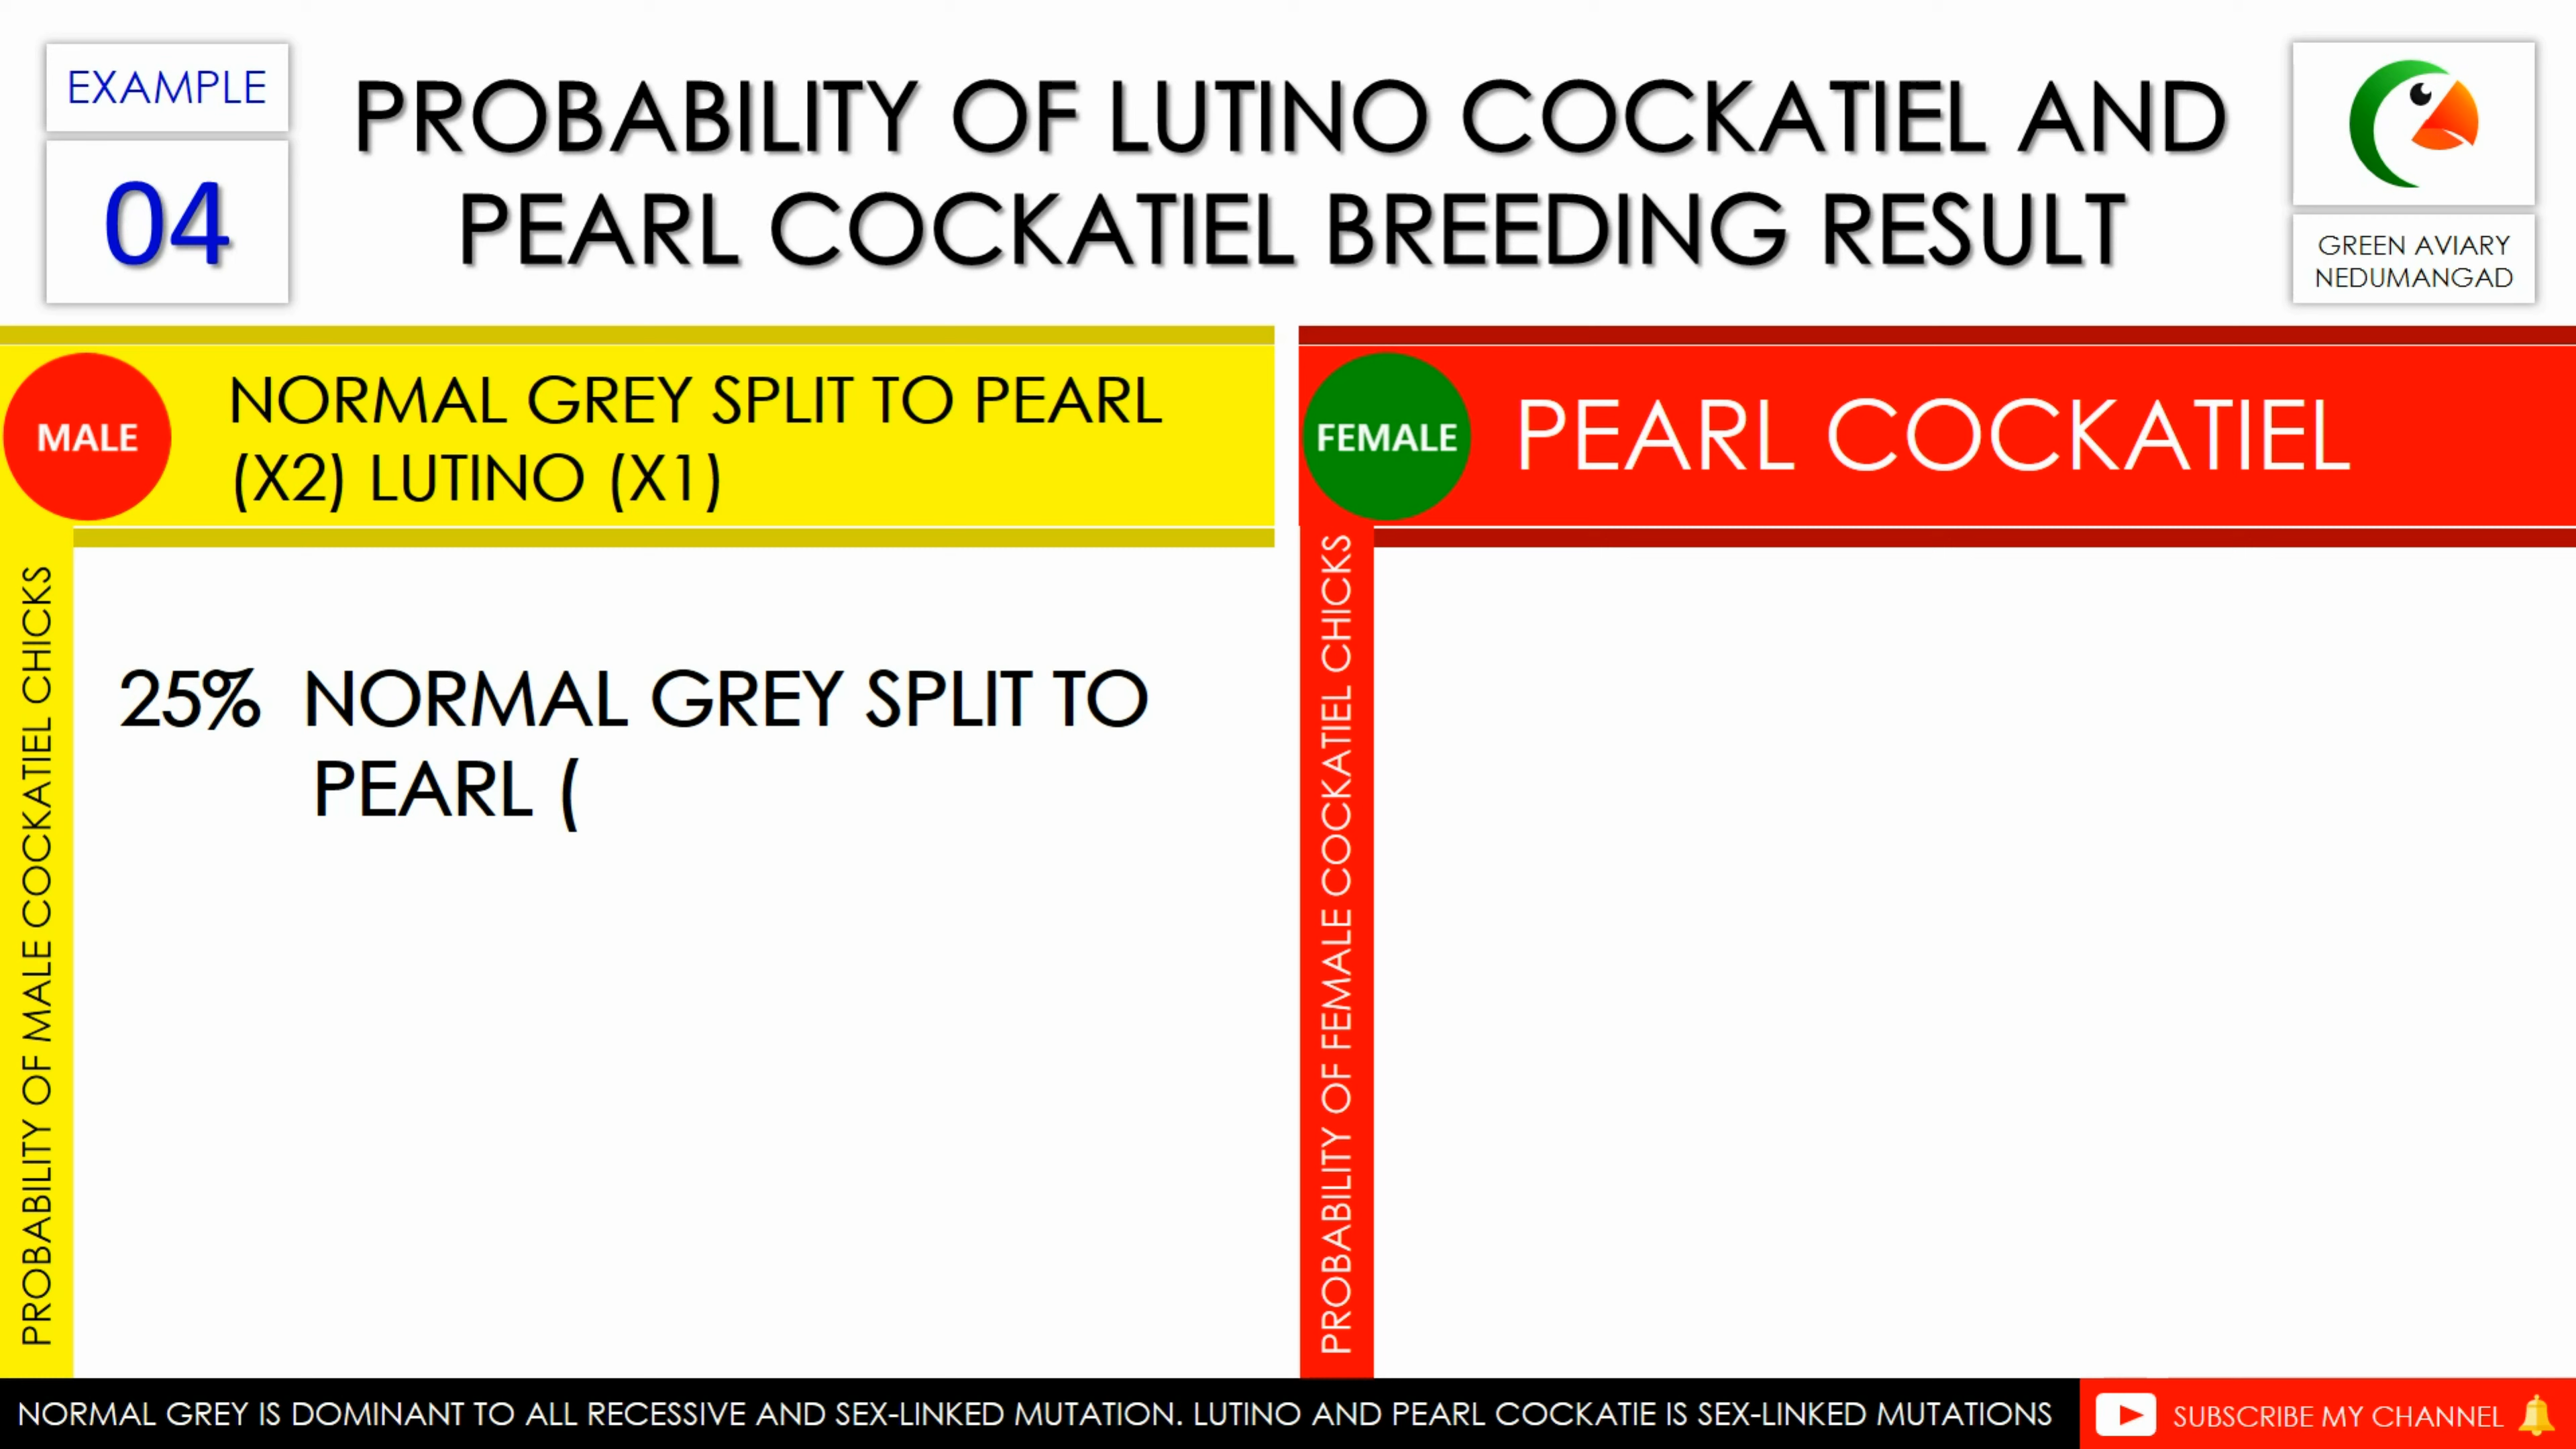 EXAMPLE
04
PROBABILITY OF LUTINO COCKATIEL AND
PEARL COCKATIEL BREEDING RESULT
GREEN AVIARY
NEDUMANGAD
MALE
NORMAL GREY SPLIT TO PEARL
(X2) LUTINO (X1)
FEMALE
PEARL COCKATIEL
PROBABILITY OF MALE COCKATIEL CHICKS
25% NORMAL GREY SPLIT TO
PEARL (
PROBABILITY OF FEMALE COCKATIEL CHICKS
NORMAL GREY IS DOMINANT TO ALL RECESSIVE AND SEX-LINKED MUTATION. LUTINO AND PEARL COCKATIE IS SEX-LINKED MUTATIONS
SUBSCRIBE MY CHANNEL